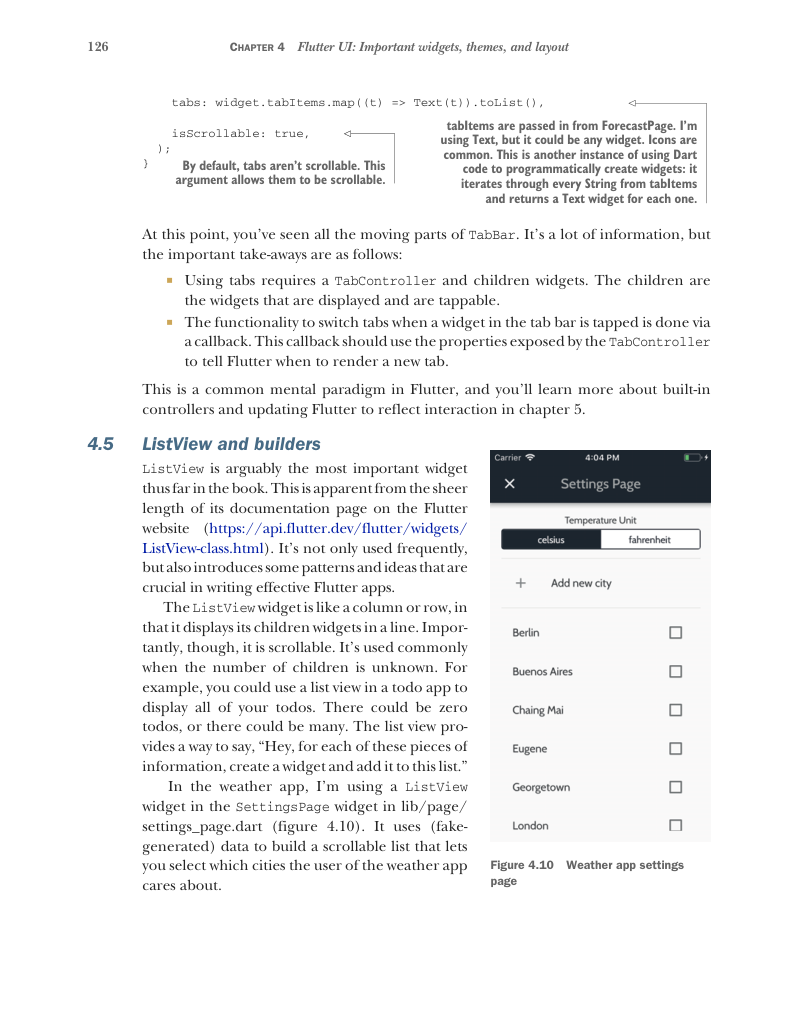 126
CHAPTER 4 Flutter UI: Important widgets, themes, and layout
tabs: widget.tabItems.map((t) => Text(t)).toList(),
isScrollable: true,
);
}
By default, tabs aren't scrollable. This
argument allows them to be scrollable.
tabItems are passed in from ForecastPage. I'm
using Text, but it could be any widget. Icons are
common. This is another instance of using Dart
code to programmatically create widgets: it
iterates through every String from tabItems
and returns a Text widget for each one.
At this point, you've seen all the moving parts of TabBar. It's a lot of information, but
the important take-aways are as follows:
▪ Using tabs requires a TabController and children widgets. The children are
the widgets that are displayed and are tappable.
▪ The functionality to switch tabs when a widget in the tab bar is tapped is done via
a callback. This callback should use the properties exposed by the TabController
to tell Flutter when to render a new tab.
This is a common mental paradigm in Flutter, and you'll learn more about built-in
controllers and updating Flutter to reflect interaction in chapter 5.
4.5 ListView and builders
ListView is arguably the most important widget
thus far in the book. This is apparent from the sheer
length of its documentation page on the Flutter
website (https://api.flutter.dev/flutter/widgets/
ListView-class.html). It's not only used frequently,
but also introduces some patterns and ideas that are
crucial in writing effective Flutter apps.
The ListView widget is like a column or row, in
that it displays its children widgets in a line. Impor-
tantly, though, it is scrollable. It's used commonly
when the number of children is unknown. For
example, you could use a list view in a todo app to
display all of your todos. There could be zero
todos, or there could be many. The list view pro-
vides a way to say, "Hey, for each of these pieces of
information, create a widget and add it to this list."
In the weather app, I'm using a ListView
widget in the SettingsPage widget in lib/page/
settings_page.dart (figure 4.10). It uses (fake-
generated) data to build a scrollable list that lets
you select which cities the user of the weather app
cares about.
Carrier 4:04 PM
Settings Page
Temperature Unit
celsius fahrenheit
+ Add new city
Berlin
Buenos Aires
Chaing Mai
Eugene
Georgetown
London
Figure 4.10 Weather app settings
page